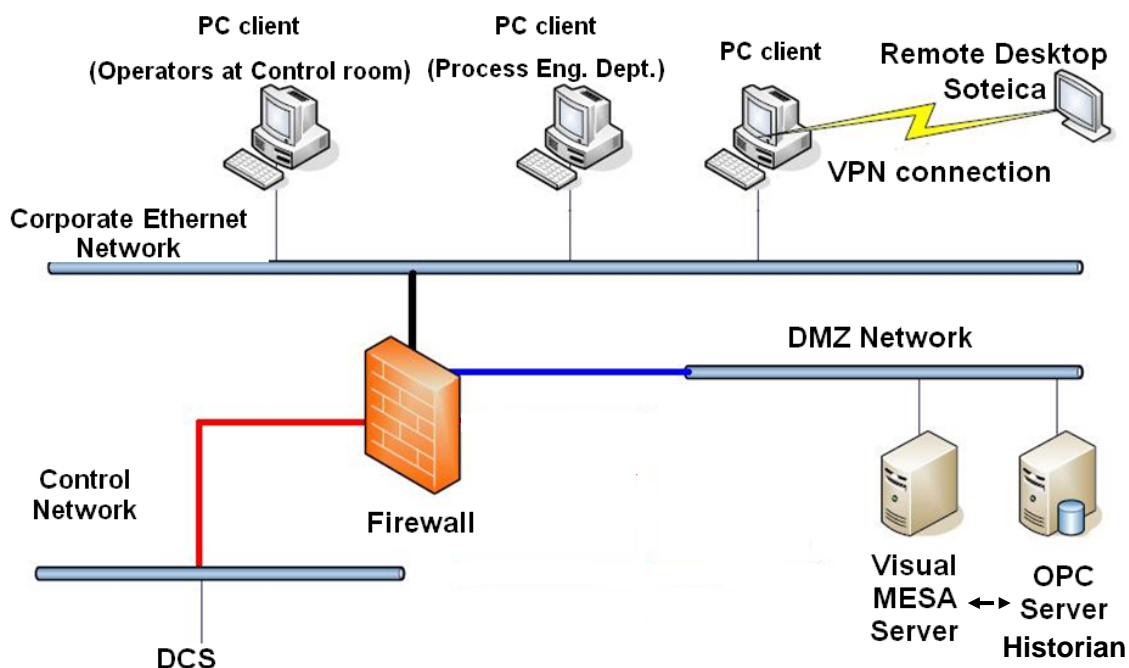 PC client
(Operators at Control room)
PC client
(Process Eng. Dept.)
PC client
Remote Desktop
Soteica
VPN connection
Corporate Ethernet
Network
DMZ Network
Control
Network
Firewall
Visual
MESA
Server
OPC
Server
Historian
DCS